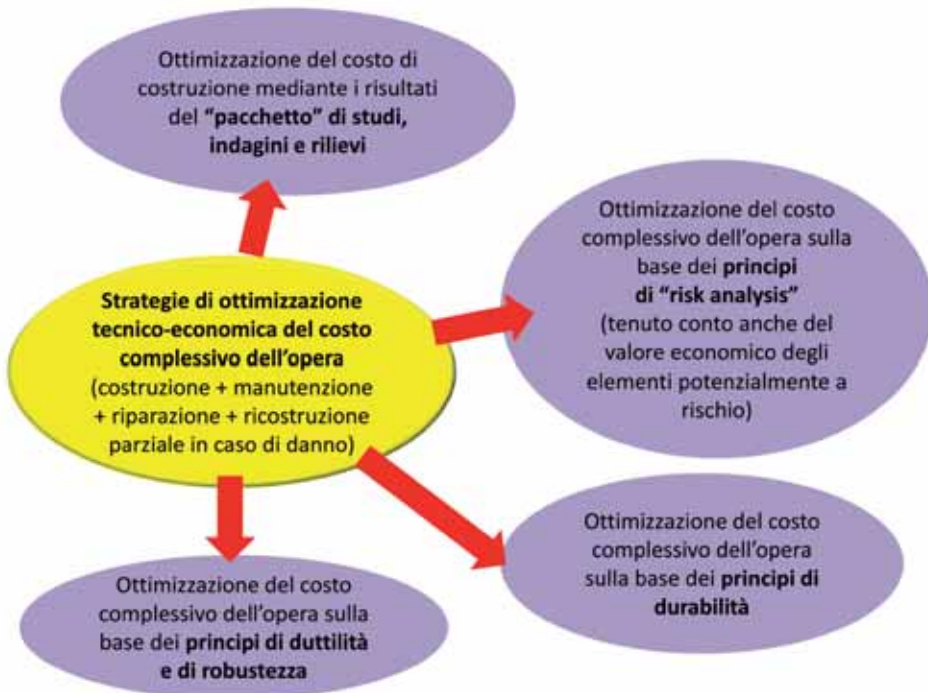 Ottimizzazione del costo di
costruzione mediante i risultati
del “pacchetto” di studi,
indagini e rilievi
Ottimizzazione del costo
complessivo dell’opera sulla
base dei principi
di “risk analysis”
(tenuto conto anche del
valore economico degli
elementi potenzialmente a
rischio)
Strategie di ottimizzazione
tecnico-economica del costo
complessivo dell’opera
(costruzione + manutenzione
+ riparazione + ricostruzione
parziale in caso di danno)
Ottimizzazione del costo
complessivo dell’opera
sulla base dei principi di
durabilità
Ottimizzazione del costo
complessivo dell’opera sulla
base dei principi di duttilità
e di robustezza